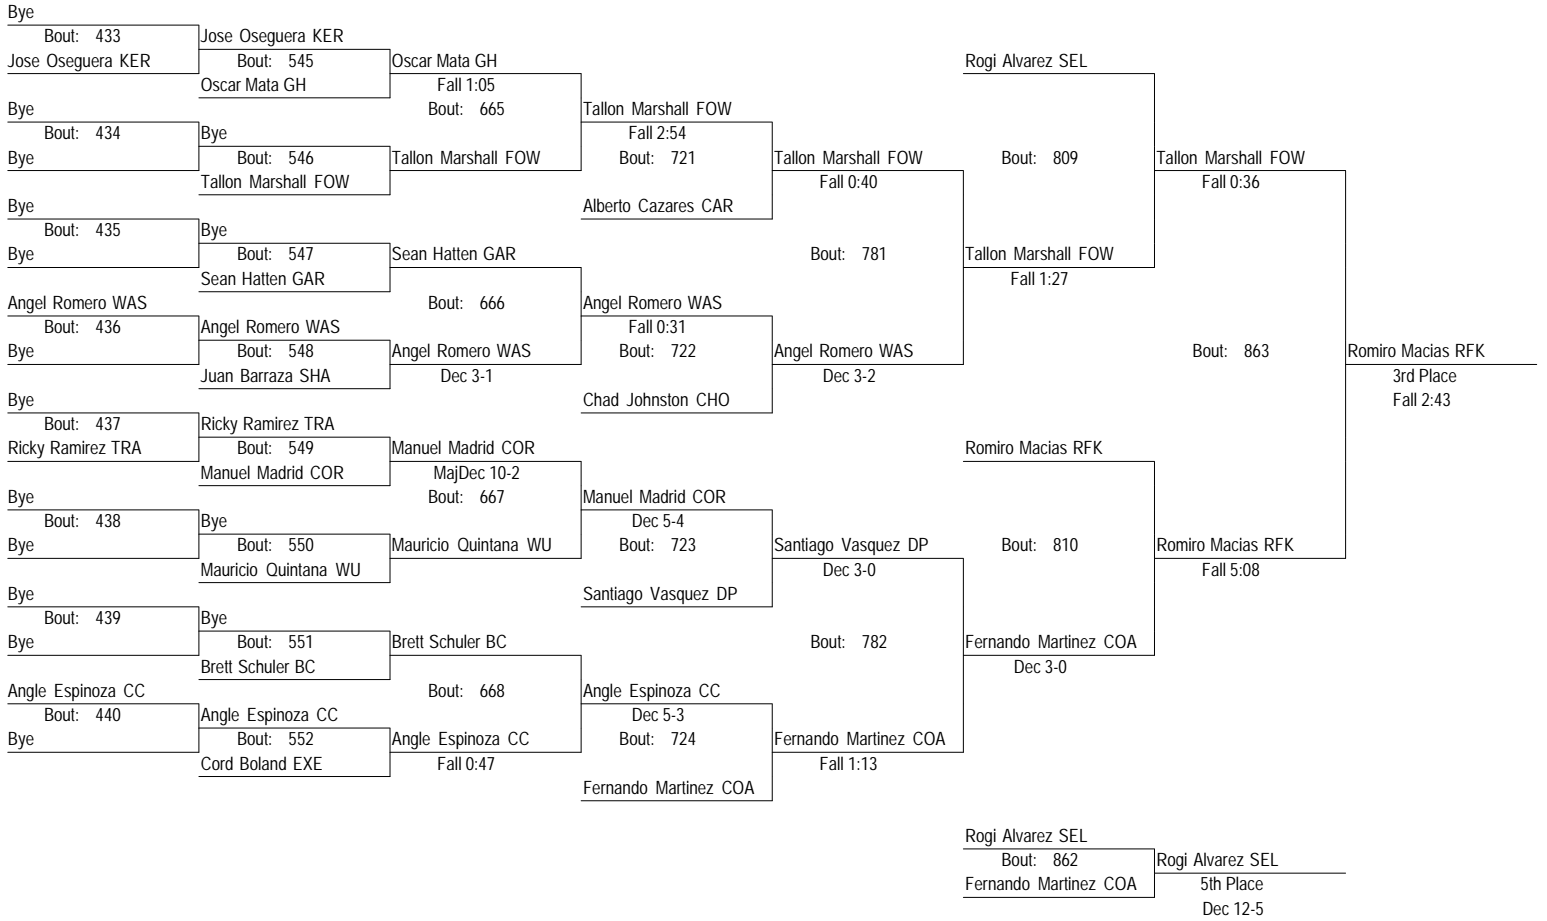 Bye
Bout: 433
Jose Oseguera KER
Bye
Bout: 434
Bye
Bye
Bout: 435
Bye
Angel Romero WAS
Bout: 436
Bye
Bye
Bout: 437
Ricky Ramirez TRA
Bye
Bout: 438
Bye
Bye
Bout: 439
Bye
Angle Espinoza CC
Bout: 440
Bye
Jose Oseguera KER
Bout: 545
Oscar Mata GH
Bye
Bout: 546
Tallon Marshall FOW
Bye
Bout: 547
Sean Hatten GAR
Angel Romero WAS
Bout: 548
Juan Barraza SHA
Ricky Ramirez TRA
Bout: 549
Manuel Madrid COR
Bye
Bout: 550
Mauricio Quintana WU
Bye
Bout: 551
Brett Schuler BC
Angle Espinoza CC
Bout: 552
Cord Boland EXE
Oscar Mata GH
Fall 1:05
Bout: 665
Tallon Marshall FOW
Sean Hatten GAR
Bout: 666
Angel Romero WAS
Dec 3-1
Manuel Madrid COR
MajDec 10-2
Bout: 667
Mauricio Quintana WU
Brett Schuler BC
Bout: 668
Angle Espinoza CC
Fall 0:47
Tallon Marshall FOW
Fall 2:54
Bout: 721
Alberto Cazares CAR
Angel Romero WAS
Fall 0:31
Bout: 722
Chad Johnston CHO
Manuel Madrid COR
Dec 5-4
Bout: 723
Santiago Vasquez DP
Angle Espinoza CC
Dec 5-3
Bout: 724
Fernando Martinez COA
Tallon Marshall FOW
Fall 0:40
Bout: 781
Angel Romero WAS
Dec 3-2
Santiago Vasquez DP
Dec 3-0
Bout: 782
Fernando Martinez COA
Fall 1:13
Rogi Alvarez SEL
Bout: 809
Tallon Marshall FOW
Fall 1:27
Romiro Macias RFK
Bout: 810
Fernando Martinez COA
Dec 3-0
Tallon Marshall FOW
Fall 0:36
Bout: 863
Romiro Macias RFK
Fall 5:08
Romiro Macias RFK
3rd Place
Fall 2:43
Rogi Alvarez SEL
Bout: 862
Fernando Martinez COA
Rogi Alvarez SEL
5th Place
Dec 12-5